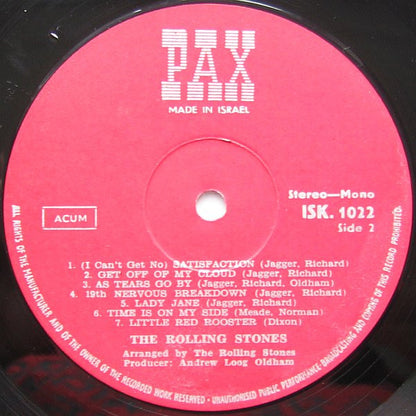 PAX
MADE IN ISRAEL
Stereo—Mono
ISK. 1022
Side 2
ACUM
1. (I Can't Get No) SATISFACTION (Jagger, Richard)
2. GET OFF OF MY CLOUD (Jagger, Richard)
3. AS TEARS GO BY (Jagger, Richard, Oldham)
4. 19th NERVOUS BREAKDOWN (Jagger, Richard)
5. LADY JANE (Jagger, Richard)
6. TIME IS ON MY SIDE (Meade, Norman)
7. LITTLE RED ROOSTER (Dixon)
THE ROLLING STONES
Arranged by The Rolling Stones
Producer: Andrew Loog Oldham
ALL RIGHTS OF THE MANUFACTURER AND OF THE OWNER OF THE RECORDED WORK RESERVED - UNAUTHORISED PUBLIC PERFORMANCE-BROADCASTING AND COPYING OF THIS RECORD PROHIBITED.